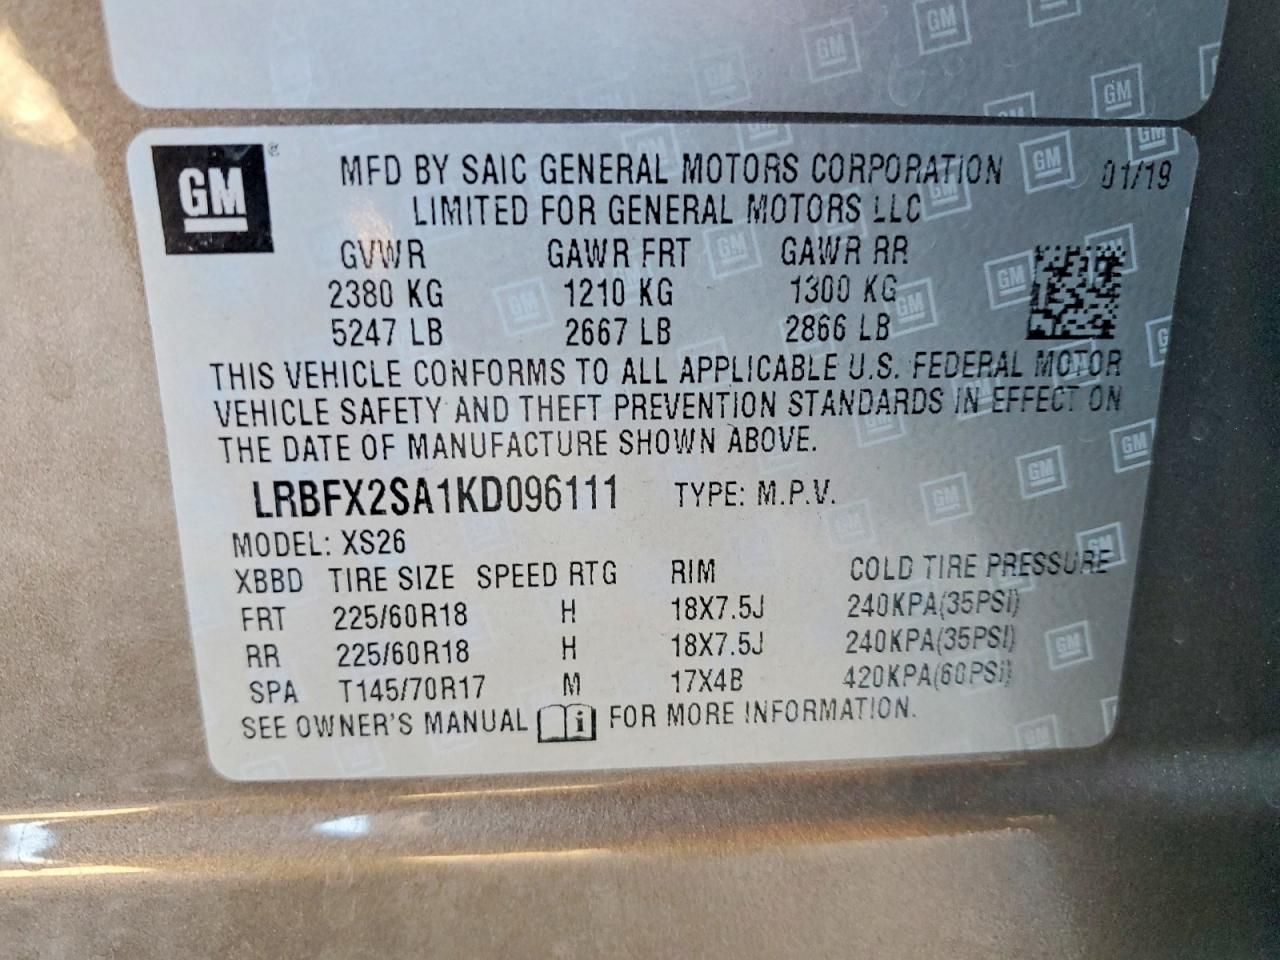 GM ® MFD BY SAIC GENERAL MOTORS CORPORATION 01/19
LIMITED FOR GENERAL MOTORS LLC
GVWR GAWR FRT GAWR RR
2380 KG 1210 KG 1300 KG
5247 LB 2667 LB 2866 LB
THIS VEHICLE CONFORMS TO ALL APPLICABLE U.S. FEDERAL MOTOR
VEHICLE SAFETY AND THEFT PREVENTION STANDARDS IN EFFECT ON
THE DATE OF MANUFACTURE SHOWN ABOVE.
LRBFX2SA1KD096111 TYPE: M.P.V.
MODEL: XS26
XBBD TIRE SIZE SPEED RTG RIM COLD TIRE PRESSURE
FRT 225/60R18 H 18X7.5J 240KPA(35PSI)
RR 225/60R18 H 18X7.5J 240KPA(35PSI)
SPA T145/70R17 M 17X4B 420KPA(60PSI)
SEE OWNER'S MANUAL i FOR MORE INFORMATION.